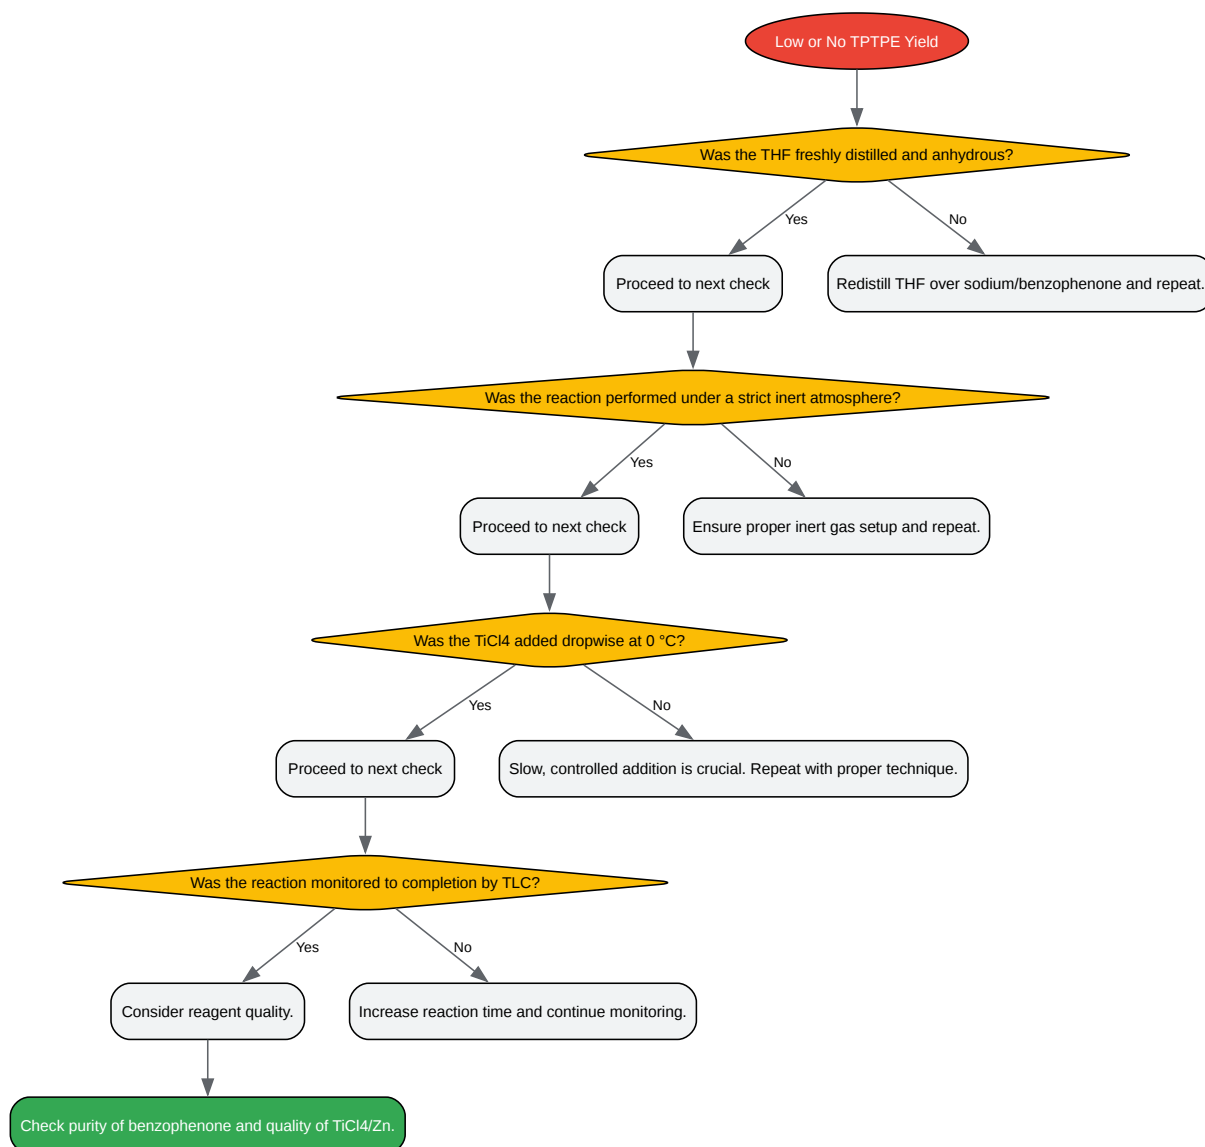 Low or No TPTPE Yield
Was the THF freshly distilled and anhydrous?
Yes
No
Proceed to next check
Redistill THF over sodium/benzophenone and repeat.
Was the reaction performed under a strict inert atmosphere?
Yes
No
Proceed to next check
Ensure proper inert gas setup and repeat.
Was the TiCl4 added dropwise at 0 °C?
Yes
No
Proceed to next check
Slow, controlled addition is crucial. Repeat with proper technique.
Was the reaction monitored to completion by TLC?
Yes
No
Consider reagent quality.
Increase reaction time and continue monitoring.
Check purity of benzophenone and quality of TiCl4/Zn.